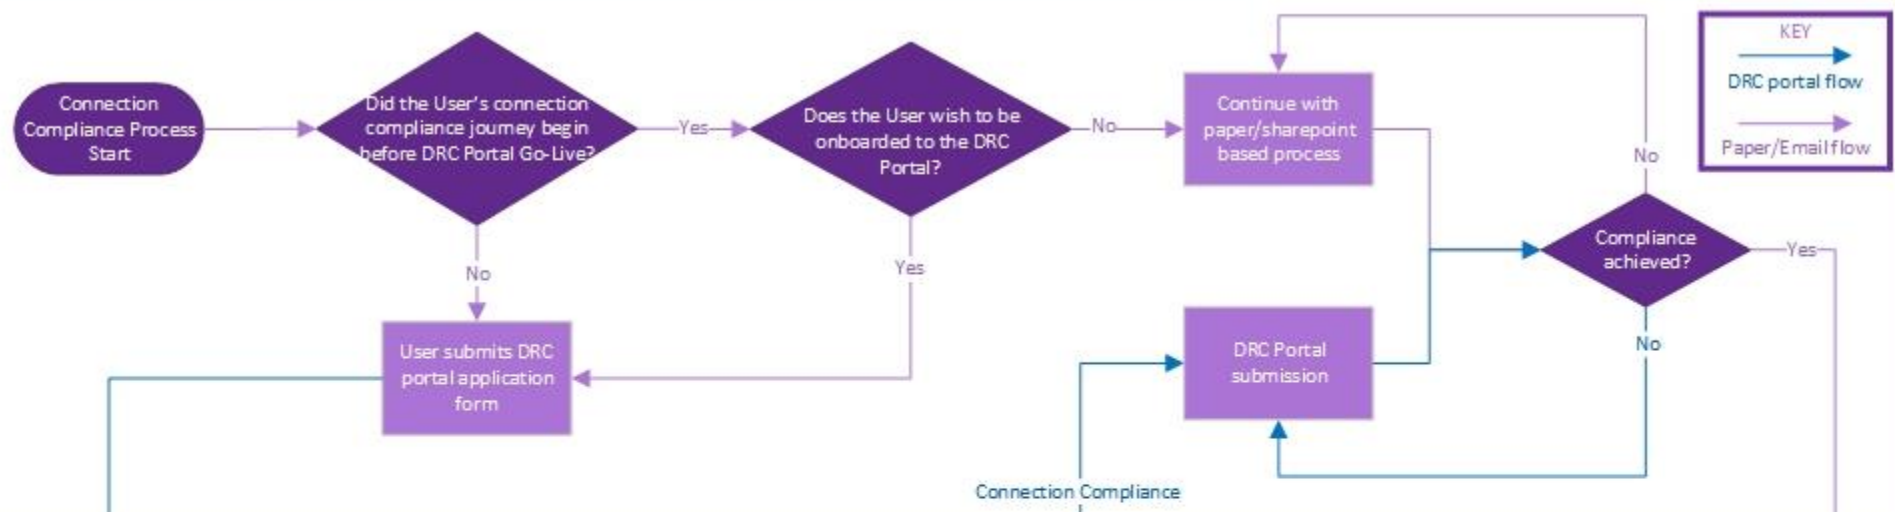 Connection
Compliance Process
Start
Did the User's connection
compliance journey begin
before DRC Portal Go-Live?
Yes
No
Does the User wish to be
onboarded to the DRC
Portal?
No
Yes
User submits DRC
portal application
form
Continue with
paper/sharepoint
based process
DRC Portal
submission
Connection Compliance
Compliance
achieved?
No
Yes
No
KEY
DRC portal flow
Paper/Email flow